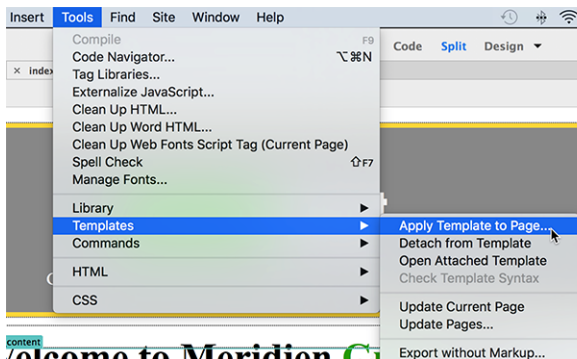 Insert Tools Find Site Window Help
Compile F9
Code Navigator... ⌥⌘N
Tag Libraries...
Externalize JavaScript...
Clean Up HTML...
Clean Up Word HTML...
Clean Up Web Fonts Script Tag (Current Page)
Spell Check ⇧F7
Manage Fonts...
Library
Templates
Commands
HTML
CSS
Code Split Design
× index
Apply Template to Page...
Detach from Template
Open Attached Template
Check Template Syntax
Update Current Page
Update Pages...
Export without Markup...
content
elcome to Meridien